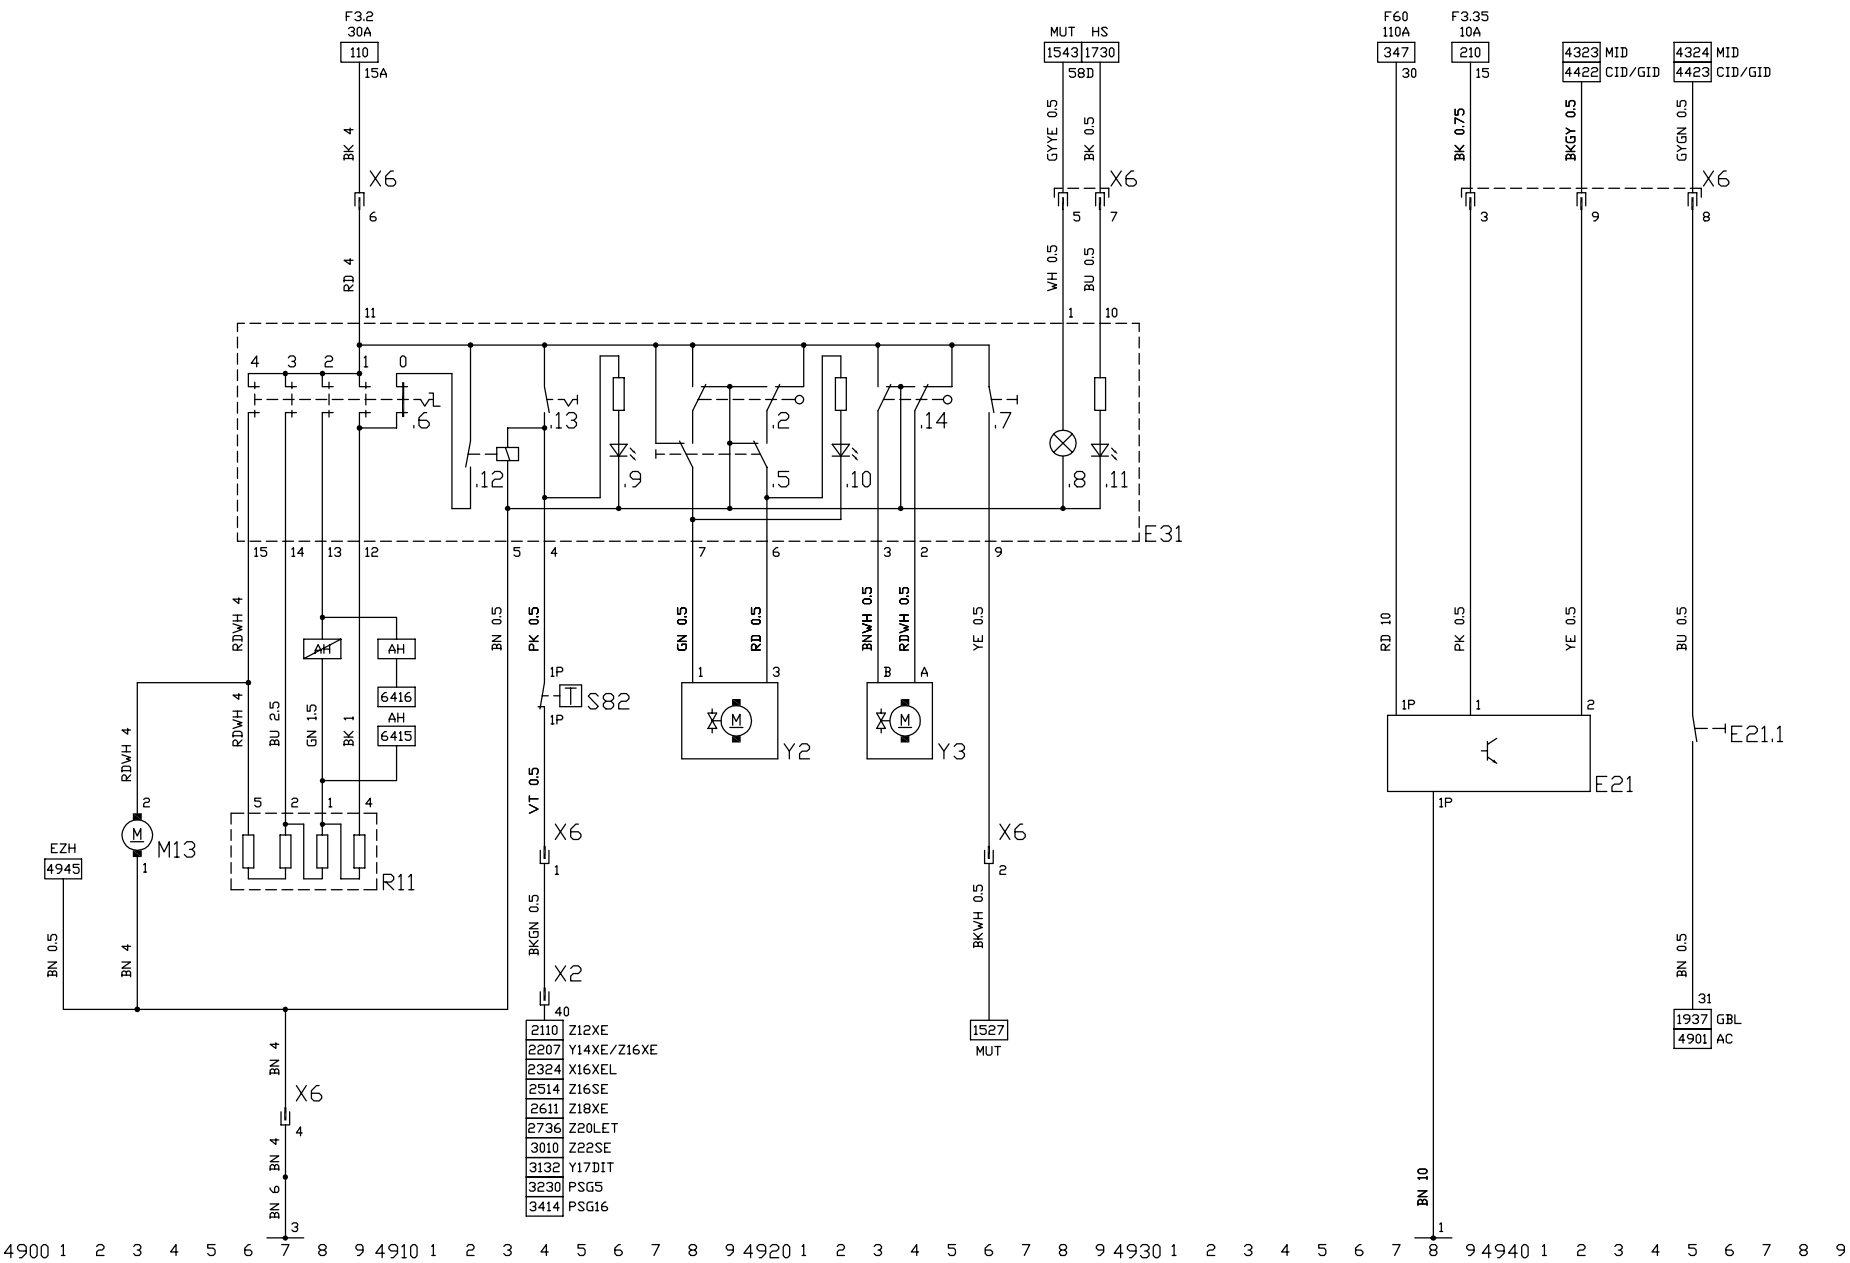 F3.2
30A
110
15A
BK 4
X6
6
RD 4
11
MUT HS
1543 1730
58D
GYYE 0.5
BK 0.5
X6
5 7
WH 0.5
BU 0.5
1 10
F60 F3.35
110A 10A
347 210
30 15
4323 MID
4422 CID/GID
4324 MID
4423 CID/GID
BK 0.75
BKGY 0.5
GYGN 0.5
X6
3 9 8
4 3 2 1 0
.6 .13 .2 .14 .7
.12 .9 .5 .10 .8 .11
E31
15 14 13 12 5 4 7 6 3 2 9
RDWH 4
BN 0.5
PK 0.5
GN 0.5
RD 0.5
BNWH 0.5
RDWH 0.5
YE 0.5
RD 10
PK 0.5
YE 0.5
BU 0.5
AH AH
6416
AH
6415
1P
T S82
1P
1 3
M
Y2
B A
M
Y3
1P 1 2
E21
1P
E21.1
RDWH 4
RDWH 4
BU 2.5
GN 1.5
BK 1
VT 0.5
2
M
M13
1
5 2 1 4
R11
EZH
4945
X6
1
X6
2
BN 0.5
BN 4
BKGN 0.5
BKWH 0.5
BN 0.5
X2
40
2110 Z12XE
2207 Y14XE/Z16XE
2324 X16XEL
2514 Z16SE
2611 Z18XE
2736 Z20LET
3010 Z22SE
3132 Y17DIT
3230 PSG5
3414 PSG16
1527
MUT
31
1937 GBL
4901 AC
BN 4
X6
4
BN 4
BN 6
3
BN 10
1
4900 1 2 3 4 5 6 7 8 9 4910 1 2 3 4 5 6 7 8 9 4920 1 2 3 4 5 6 7 8 9 4930 1 2 3 4 5 6 7 8 9 4940 1 2 3 4 5 6 7 8 9